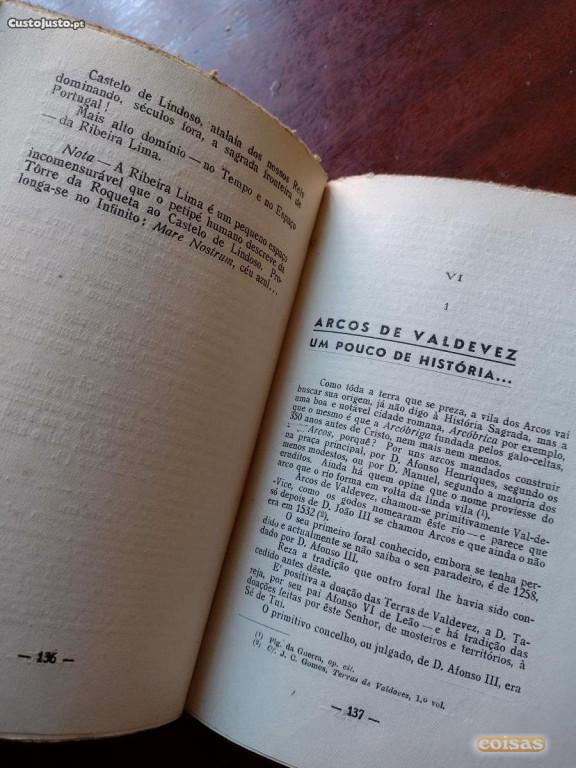 CustoJusto.pt
Castelo de Lindoso, atalaia dos nossos Reis
dominando, séculos fora, a sagrada fronteira de
Portugal!
Mais alto domínio — no Tempo e no Espaço
— da Ribeira Lima.
Nota — A Ribeira Lima é um pequeno espaço
incomensurável que o petipé humano descreve da
Tôrre da Roqueta ao Castelo de Lindoso. Pro-
longa-se no Infinito; Mare Nostrum, céu azul...
— 136 —
VI
1
ARCOS DE VALDEVEZ
UM POUCO DE HISTÓRIA...
Como tôda a terra que se preza, a vila dos Arcos vai
buscar sua origem, já não digo à História Sagrada, mas a
uma boa e notável cidade romana, Arcóbrica por exemplo,
que o mesmo é que a Arcóbriga fundada pelos galo-celtas,
350 anos antes de Cristo, nem mais nem menos.
Arcos, porquê? Por uns arcos mandados construir
na praça principal, por D. Afonso Henriques, segundo os
menos modestos, ou por D. Manuel, segundo a maioria dos
eruditos. Ainda há quem opine que o nome proviesse do
arco que o rio forma em volta da linda vila (¹).
Arcos de Valdevez, chamou-se primitivamente Val-de-
-Vice, como os godos nomearam êste rio — e parece que
só depois de D. João III se chamou Arcos e que ainda o não
era em 1532 (²).
O seu primeiro foral conhecido, embora se tenha per-
dido e actualmente se não saiba o seu paradeiro, é de 1258,
dado por D. Afonso III.
Reza a tradição que outro foral lhe havia sido con-
cedido antes dêste.
E' positiva a doação das Terras de Valdevez, a D. Ta-
reja, por seu pai Afonso VI de Leão — e há tradição das
doações feitas por êste Senhor, de mosteiros e território, à
Sé de Tui.
O primitivo concelho, ou julgado, de D. Afonso III, era
(¹) Fig. da Guerra, op. cit.
(²) Cf. J. G. Gomes, Terras de Valdevez, 1.º vol.
— 137 —
coisas